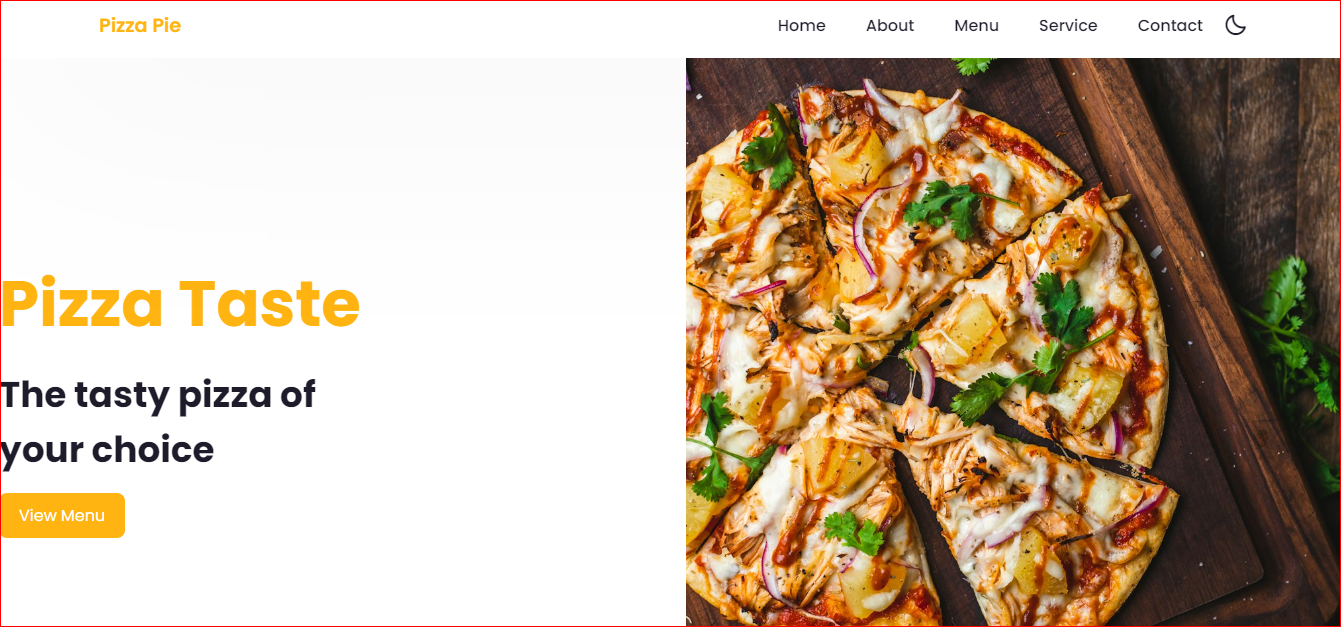 Pizza Pie
Home About Menu Service Contact
Pizza Taste
The tasty pizza of
your choice
View Menu